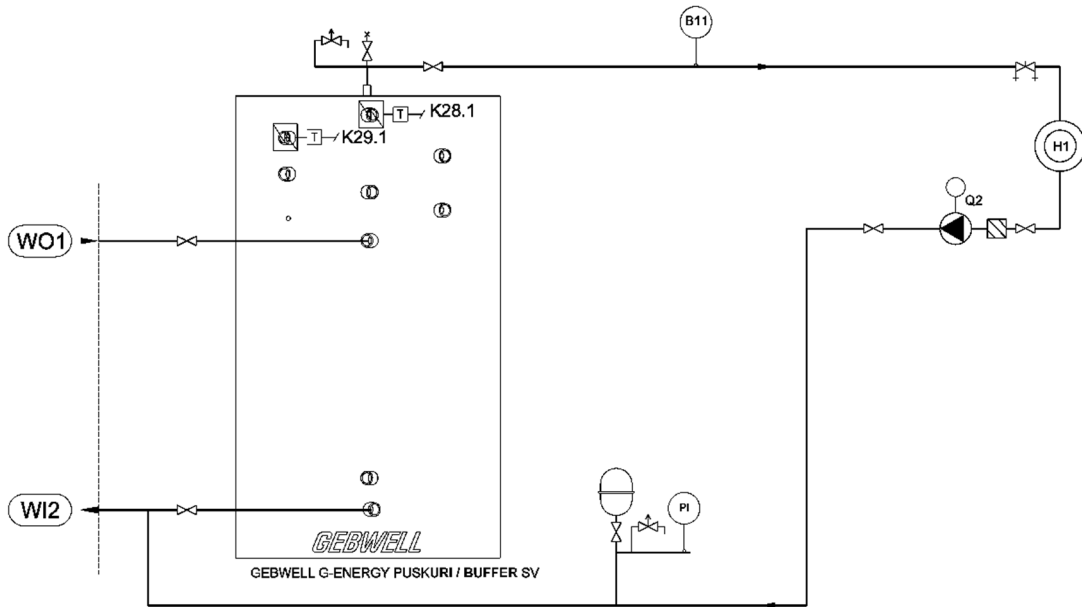 B11
K28.1
T
K29.1
T
H1
Q2
WO1
WI2
PI
GEBWELL
GEBWELL G-ENERGY PUSKURI / BUFFER SV